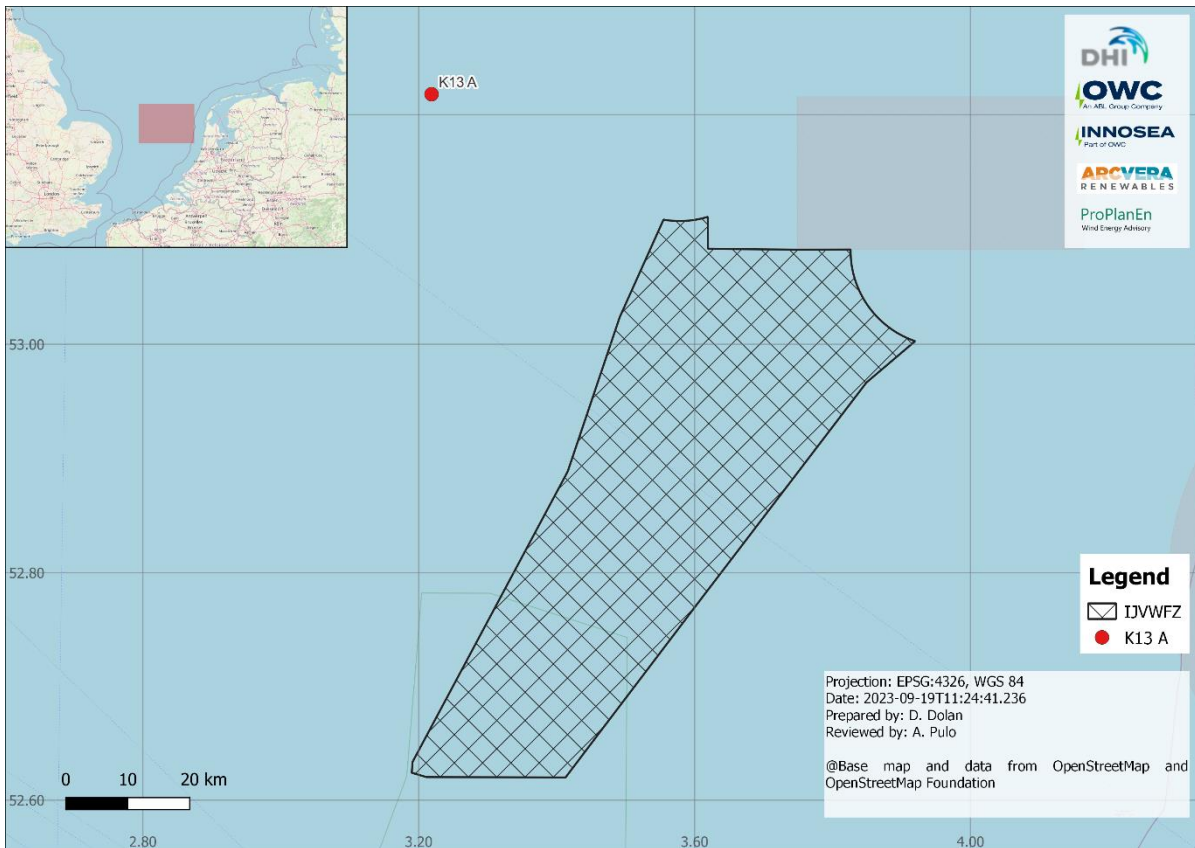 K13 A
DHI
OWC
An ABL Group Company
INNOSEA
Part of OWC
ARCVERA
RENEWABLES
ProPlanEn
Wind Energy Advisory
53.00
52.80
52.60
Legend
IJVWFZ
K13 A
Projection: EPSG:4326, WGS 84
Date: 2023-09-19T11:24:41.236
Prepared by: D. Dolan
Reviewed by: A. Pulo
@Base map and data from OpenStreetMap and
OpenStreetMap Foundation
0 10 20 km
2.80 3.20 3.60 4.00